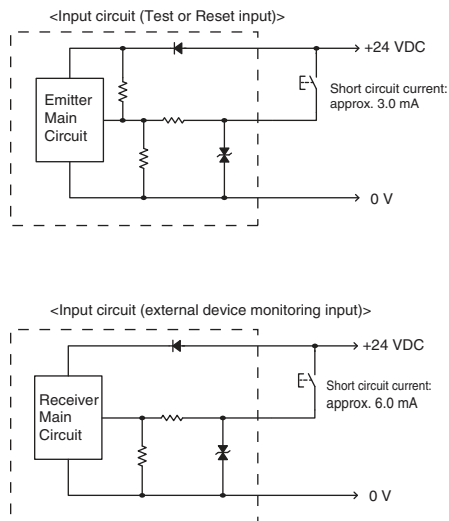 <Input circuit (Test or Reset input)>
+24 VDC
Short circuit current:
approx. 3.0 mA
Emitter
Main
Circuit
0 V
<Input circuit (external device monitoring input)>
+24 VDC
Short circuit current:
approx. 6.0 mA
Receiver
Main
Circuit
0 V